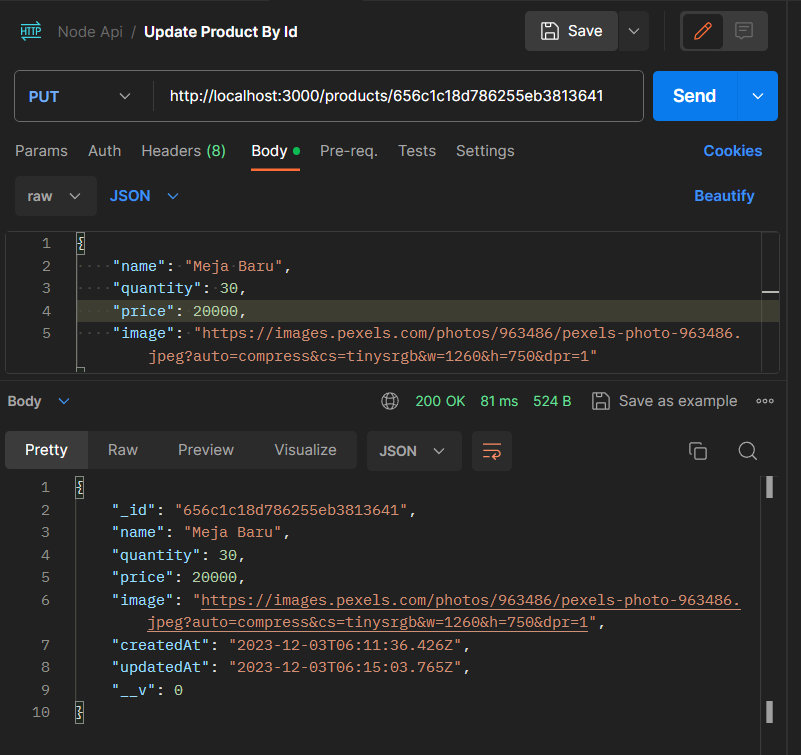 HTTP Node Api / Update Product By Id Save
PUT http://localhost:3000/products/656c1c18d786255eb3813641 Send
Params Auth Headers (8) Body Pre-req. Tests Settings Cookies
raw JSON Beautify
1 {
2 "name": "Meja Baru",
3 "quantity": 30,
4 "price": 20000,
5 "image": "https://images.pexels.com/photos/963486/pexels-photo-963486.
jpeg?auto=compress&cs=tinysrgb&w=1260&h=750&dpr=1"
Body 200 OK 81 ms 524 B Save as example
Pretty Raw Preview Visualize JSON
1 {
2 "_id": "656c1c18d786255eb3813641",
3 "name": "Meja Baru",
4 "quantity": 30,
5 "price": 20000,
6 "image": "https://images.pexels.com/photos/963486/pexels-photo-963486.
jpeg?auto=compress&cs=tinysrgb&w=1260&h=750&dpr=1",
7 "createdAt": "2023-12-03T06:11:36.426Z",
8 "updatedAt": "2023-12-03T06:15:03.765Z",
9 "__v": 0
10 }